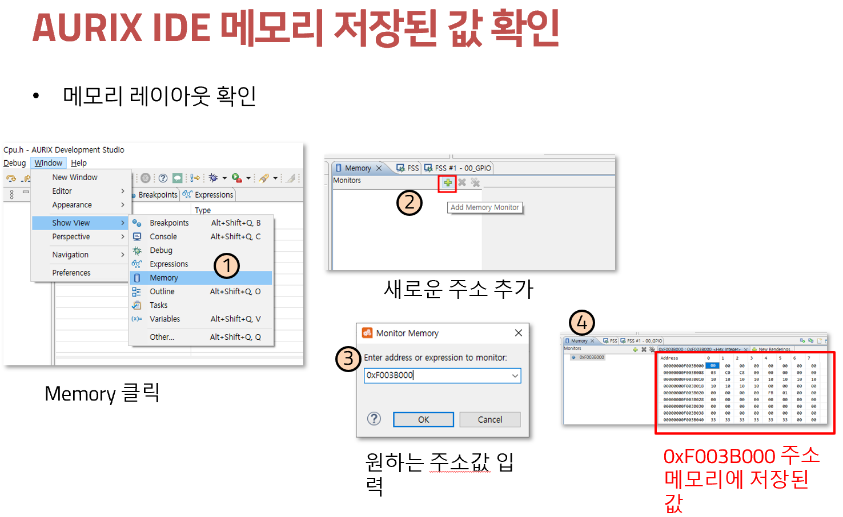 AURIX IDE 메모리 저장된 값 확인
• 메모리 레이아웃 확인
Cpu.h - AURIX Development Studio
Debug Window Help
New Window
Editor
Appearance
Show View
Perspective
Navigation
Preferences
Breakpoints Expressions
Type
Breakpoints Alt+Shift+Q, B
Console Alt+Shift+Q, C
Debug
Expressions
Memory
Outline Alt+Shift+Q, O
Tasks
Variables Alt+Shift+Q, V
Other... Alt+Shift+Q, Q
1
Memory 클릭
Memory FSS FSS #1 - 00_GPIO
Monitors
2
Add Memory Monitor
새로운 주소 추가
3
Monitor Memory
Enter address or expression to monitor:
0xF003B000
OK Cancel
원하는 주소값 입
력
4
Memory FSS FSS #1 - 00_GPIO
Monitors
0xF003B000
Address 0 1 2 3 4 5 6 7
0xF003B000 주소
메모리에 저장된
값